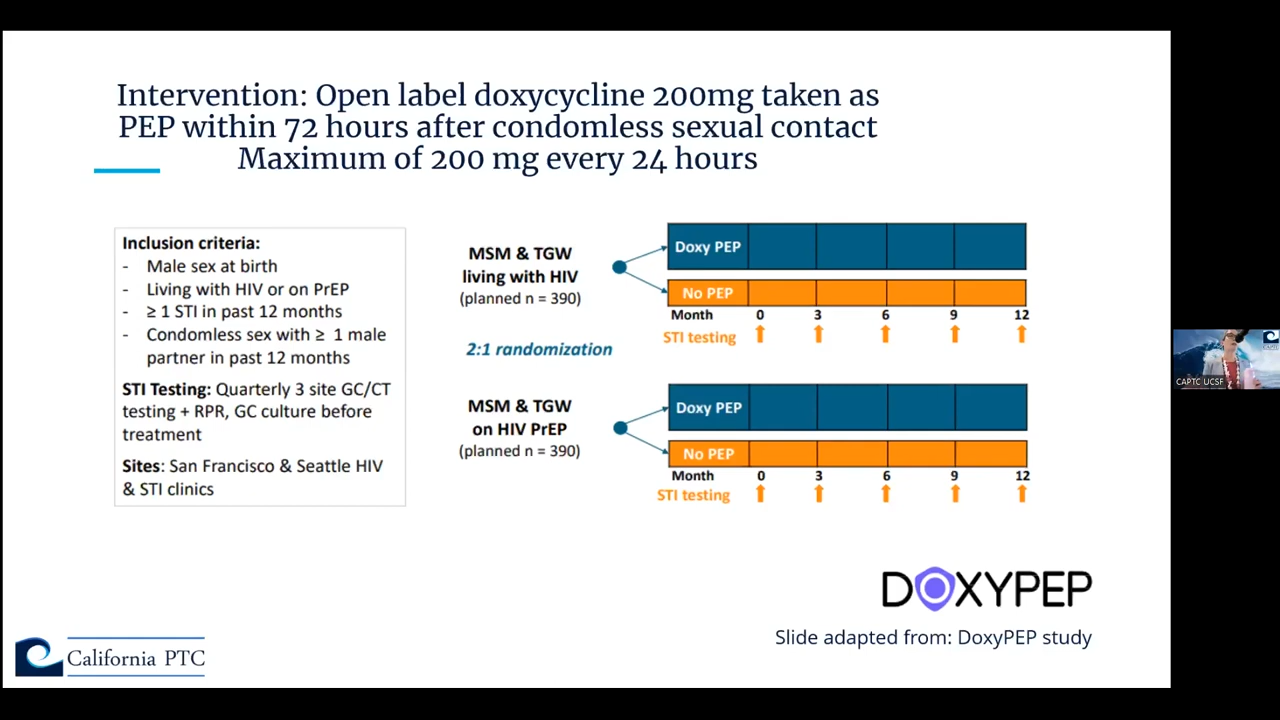 Intervention: Open label doxycycline 200mg taken as
PEP within 72 hours after condomless sexual contact
Maximum of 200 mg every 24 hours
Inclusion criteria:
- Male sex at birth
- Living with HIV or on PrEP
- ≥ 1 STI in past 12 months
- Condomless sex with ≥ 1 male
partner in past 12 months
STI Testing: Quarterly 3 site GC/CT
testing + RPR, GC culture before
treatment
Sites: San Francisco & Seattle HIV
& STI clinics
MSM & TGW
living with HIV
(planned n = 390)
2:1 randomization
MSM & TGW
on HIV PrEP
(planned n = 390)
Doxy PEP
No PEP
Month 0 3 6 9 12
STI testing
Doxy PEP
No PEP
Month 0 3 6 9 12
STI testing
DOXYPEP
Slide adapted from: DoxyPEP study
California PTC
CAPTC UCSF